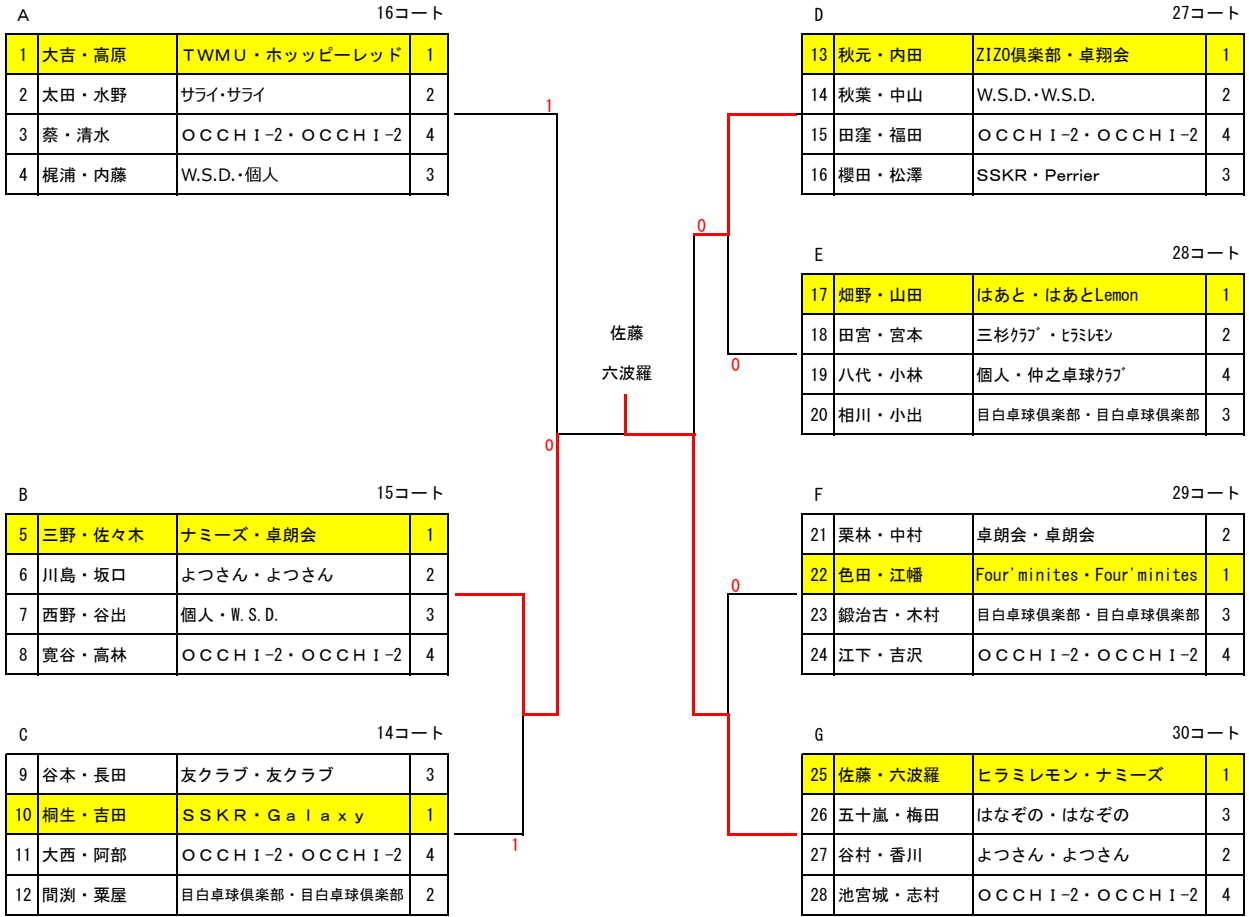 A 16コート
1 大吉・高原 TWMU・ホッッピーレッド 1
2 太田・水野 サライ・サライ 2
3 蔡・清水 OCCHI-2・OCCHI-2 4
4 梶浦・内藤 W.S.D.・個人 3
B 15コート
5 三野・佐々木 ナミーズ・卓朗会 1
6 川島・坂口 よつさん・よつさん 2
7 西野・谷出 個人・W.S.D. 3
8 寛谷・高林 OCCHI-2・OCCHI-2 4
C 14コート
9 谷本・長田 友クラブ・友クラブ 3
10 桐生・吉田 SSKR・Galaxy 1
11 大西・阿部 OCCHI-2・OCCHI-2 4
12 間渕・粟屋 目白卓球倶楽部・目白卓球倶楽部 2
1
0
1
佐藤
六波羅
0
0
0
D 27コート
13 秋元・内田 ZIZO倶楽部・卓翔会 1
14 秋葉・中山 W.S.D.・W.S.D. 2
15 田窪・福田 OCCHI-2・OCCHI-2 4
16 櫻田・松澤 SSKR・Perrier 3
E 28コート
17 畑野・山田 はあと・はあとLemon 1
18 田宮・宮本 三杉ｸﾗﾌﾞ・ﾋﾗﾐﾚﾓﾝ 2
19 八代・小林 個人・仲之卓球ｸﾗﾌﾞ 4
20 相川・小出 目白卓球倶楽部・目白卓球倶楽部 3
F 29コート
21 栗林・中村 卓朗会・卓朗会 2
22 色田・江幡 Four'minites・Four'minites 1
23 鍛治古・木村 目白卓球倶楽部・目白卓球倶楽部 3
24 江下・吉沢 OCCHI-2・OCCHI-2 4
G 30コート
25 佐藤・六波羅 ヒラミレモン・ナミーズ 1
26 五十嵐・梅田 はなぞの・はなぞの 3
27 谷村・香川 よつさん・よつさん 2
28 池宮城・志村 OCCHI-2・OCCHI-2 4